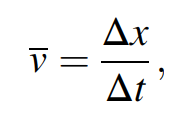 v̅ = Δx / Δt ,